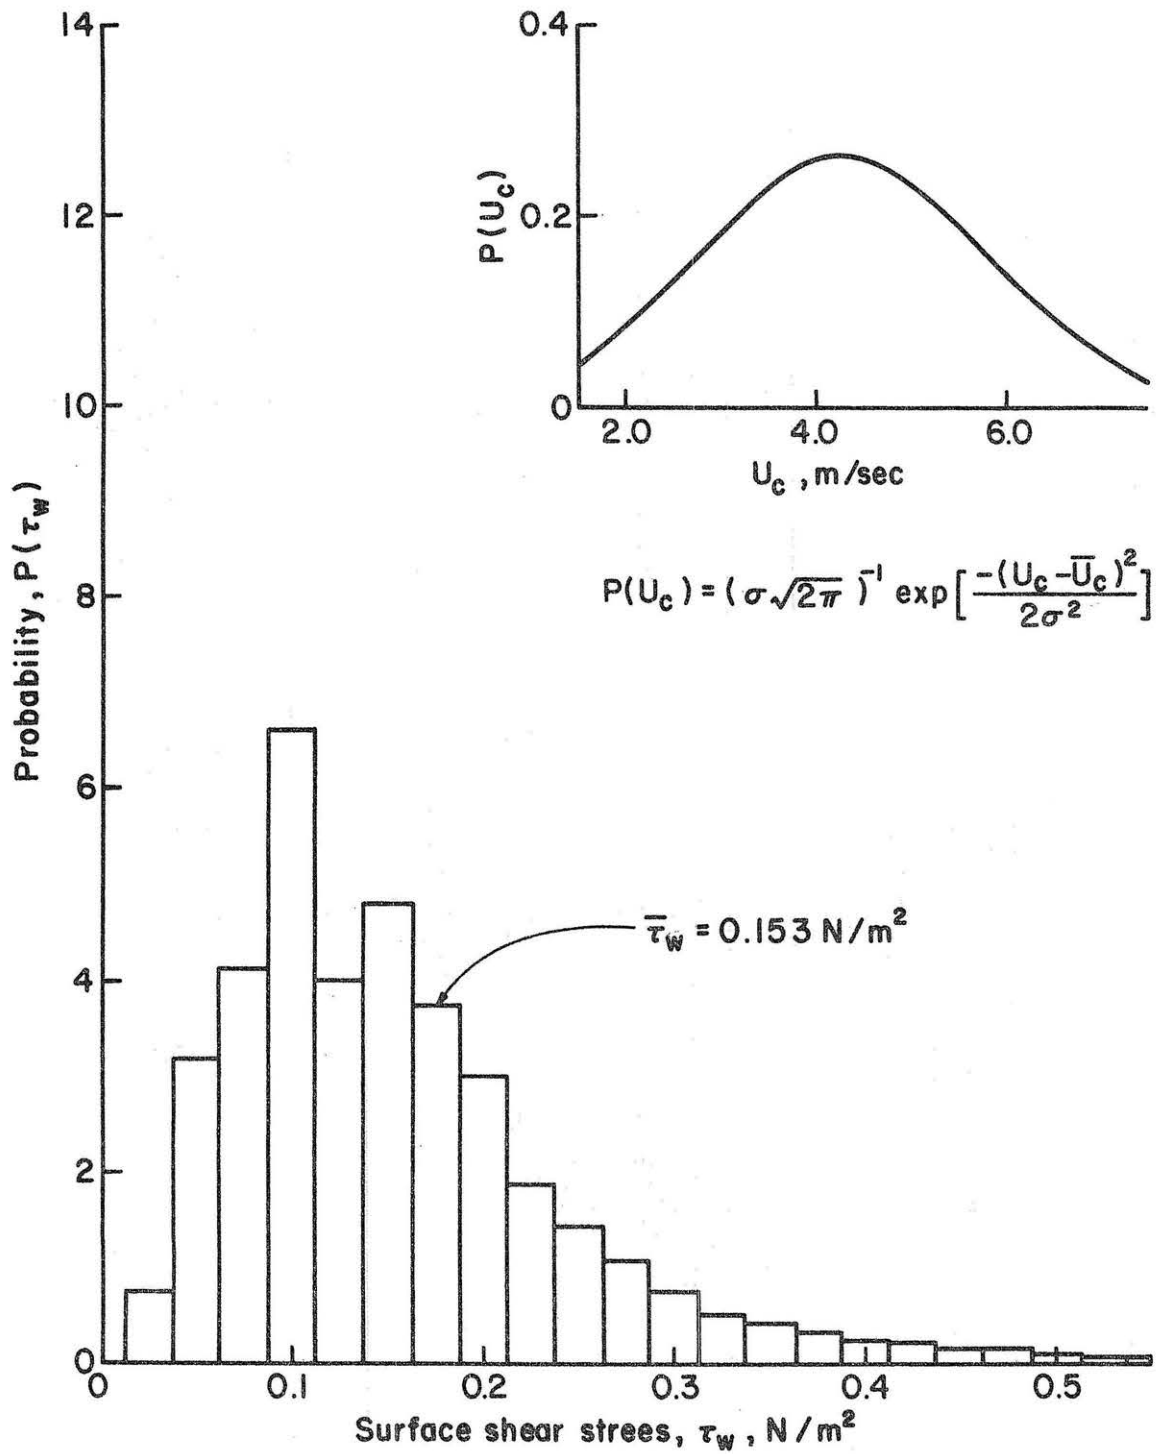 14
12
10
8
6
4
2
0
Probability, P(τw)
0 0.1 0.2 0.3 0.4 0.5
Surface shear strees, τw, N/m²
τ̅w = 0.153 N/m²
0.4
0.2
0
P(Uc)
2.0 4.0 6.0
Uc, m/sec
P(Uc) = (σ√2π)⁻¹ exp[-(Uc-U̅c)²/2σ²]